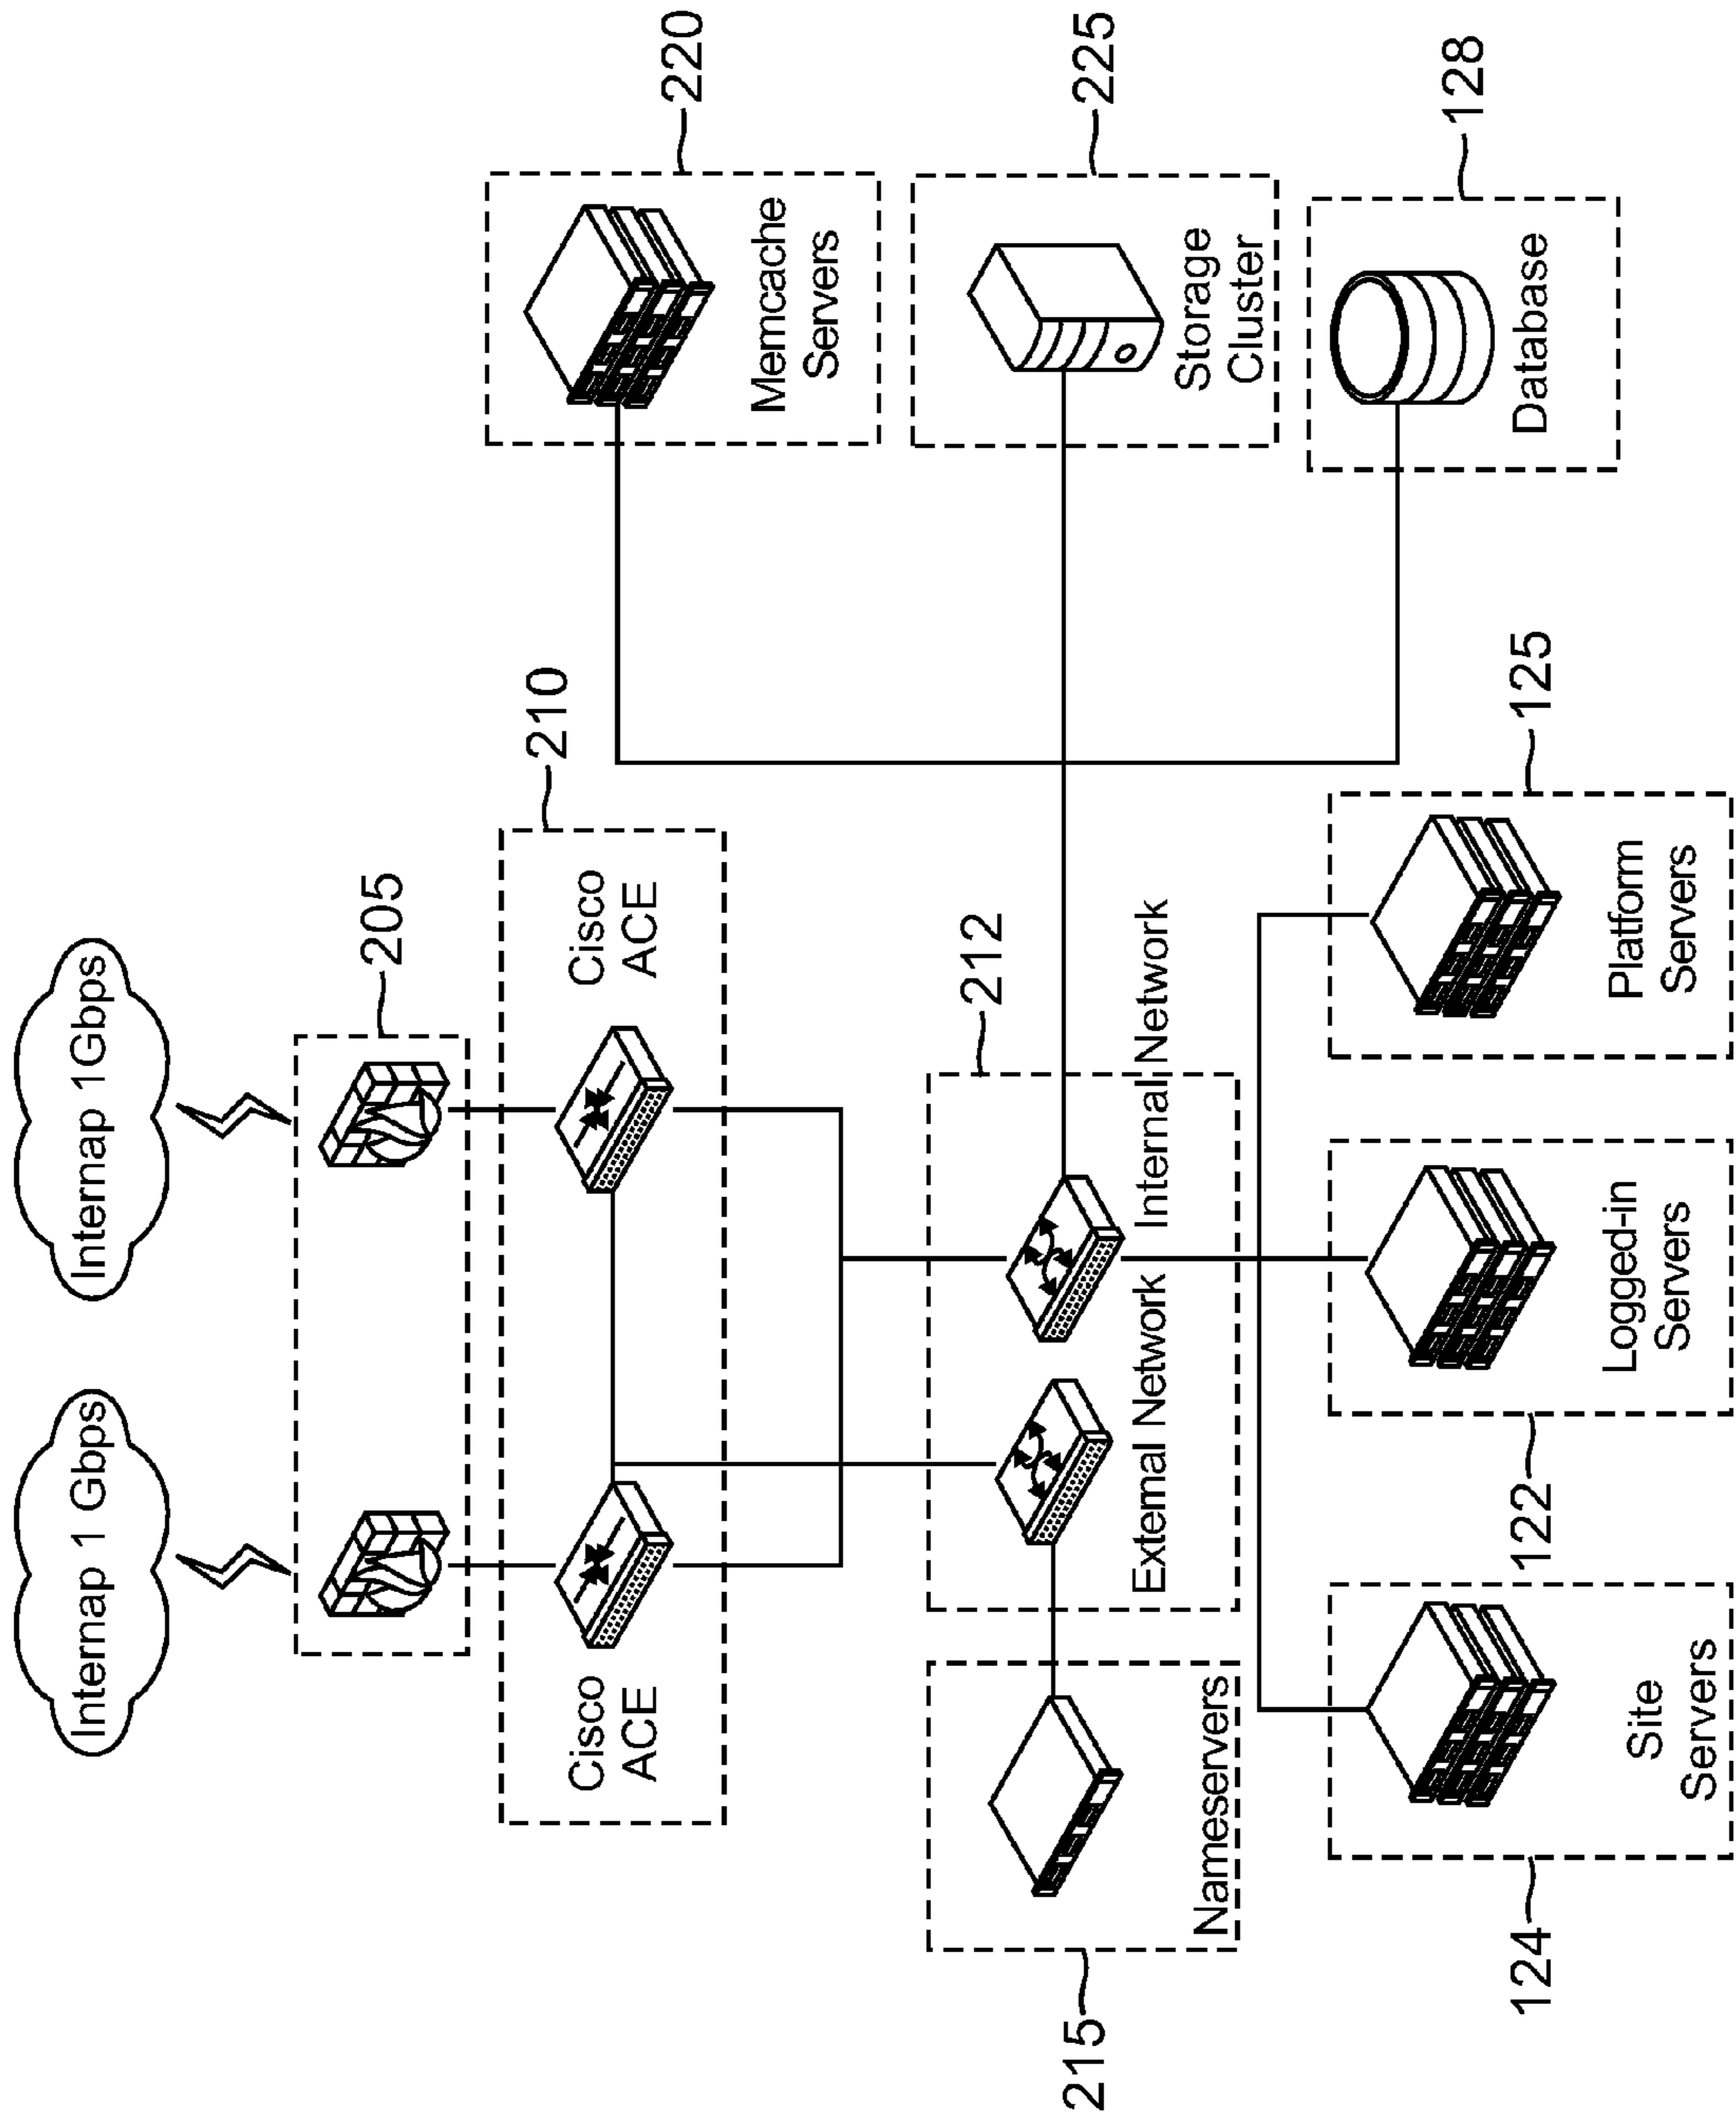 Internap 1 Gbps
Internap 1Gbps
205
210
Cisco
ACE
Cisco
ACE
220
Memcache
Servers
212
External Network
Internal Network
215
Nameservers
225
Storage
Cluster
128
Database
124
Site
Servers
122
Logged-in
Servers
125
Platform
Servers